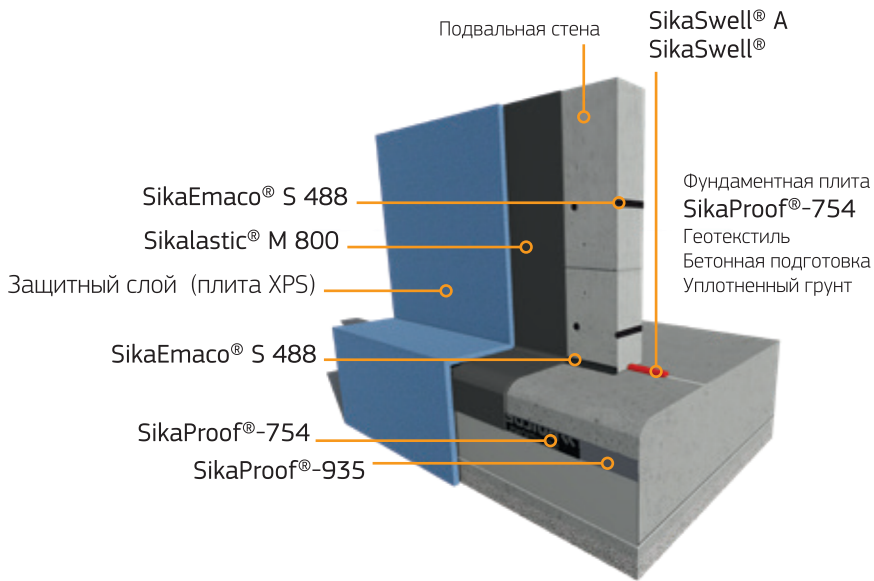 Подвальная стена
SikaSwell® A
SikaSwell®
SikaEmaco® S 488
Sikalastic® M 800
Защитный слой (плита XPS)
Фундаментная плита
SikaProof®-754
Геотекстиль
Бетонная подготовка
Уплотненный грунт
SikaEmaco® S 488
SikaProof®-754
SikaProof®-935